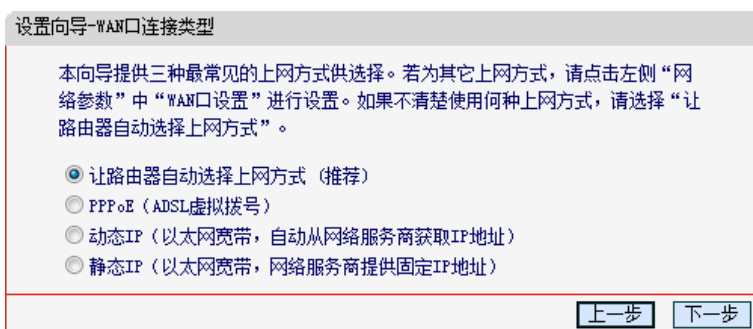 设置向导-WAN口连接类型
本向导提供三种最常见的上网方式供选择。若为其它上网方式，请点击左侧“网
络参数”中“WAN口设置”进行设置。如果不清楚使用何种上网方式，请选择“让
路由器自动选择上网方式”。
让路由器自动选择上网方式（推荐）
PPPoE（ADSL虚拟拨号）
动态IP（以太网宽带，自动从网络服务商获取IP地址）
静态IP（以太网宽带，网络服务商提供固定IP地址）
上一步 下一步